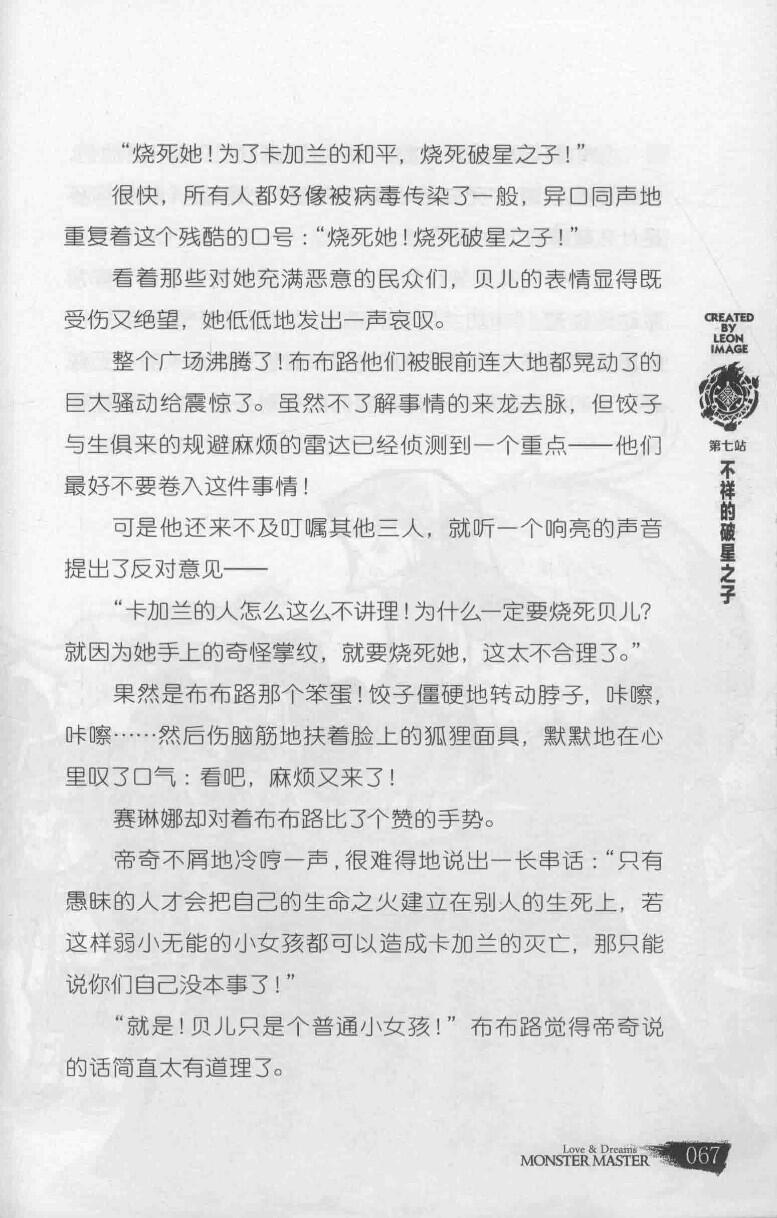 “烧死她！为了卡加兰的和平，烧死破星之子！”
很快，所有人都好像被病毒传染了一般，异口同声地
重复着这个残酷的口号：“烧死她！烧死破星之子！”
看着那些对她充满恶意的民众们，贝儿的表情显得既
受伤又绝望，她低低地发出一声哀叹。
整个广场沸腾了！布布路他们被眼前连大地都晃动了的
巨大骚动给震惊了。虽然不了解事情的来龙去脉，但饺子
与生俱来的规避麻烦的雷达已经侦测到一个重点——他们
最好不要卷入这件事情！
可是他还来不及叮嘱其他三人，就听一个响亮的声音
提出了反对意见——
“卡加兰的人怎么这么不讲理！为什么一定要烧死贝儿？
就因为她手上的奇怪掌纹，就要烧死她，这太不合理了。”
果然是布布路那个笨蛋！饺子僵硬地转动脖子，咔嚓，
咔嚓……然后伤脑筋地扶着脸上的狐狸面具，默默地在心
里叹了口气：看吧，麻烦又来了！
赛琳娜却对着布布路比了个赞的手势。
帝奇不屑地冷哼一声，很难得地说出一长串话：“只有
愚昧的人才会把自己的生命之火建立在别人的生死上，若
这样弱小无能的小女孩都可以造成卡加兰的灭亡，那只能
说你们自己没本事了！”
“就是！贝儿只是个普通小女孩！”布布路觉得帝奇说
的话简直太有道理了。
CREATED
BY
LEON
IMAGE
第七站
不祥的破星之子
Love & Dreams
MONSTER MASTER
067